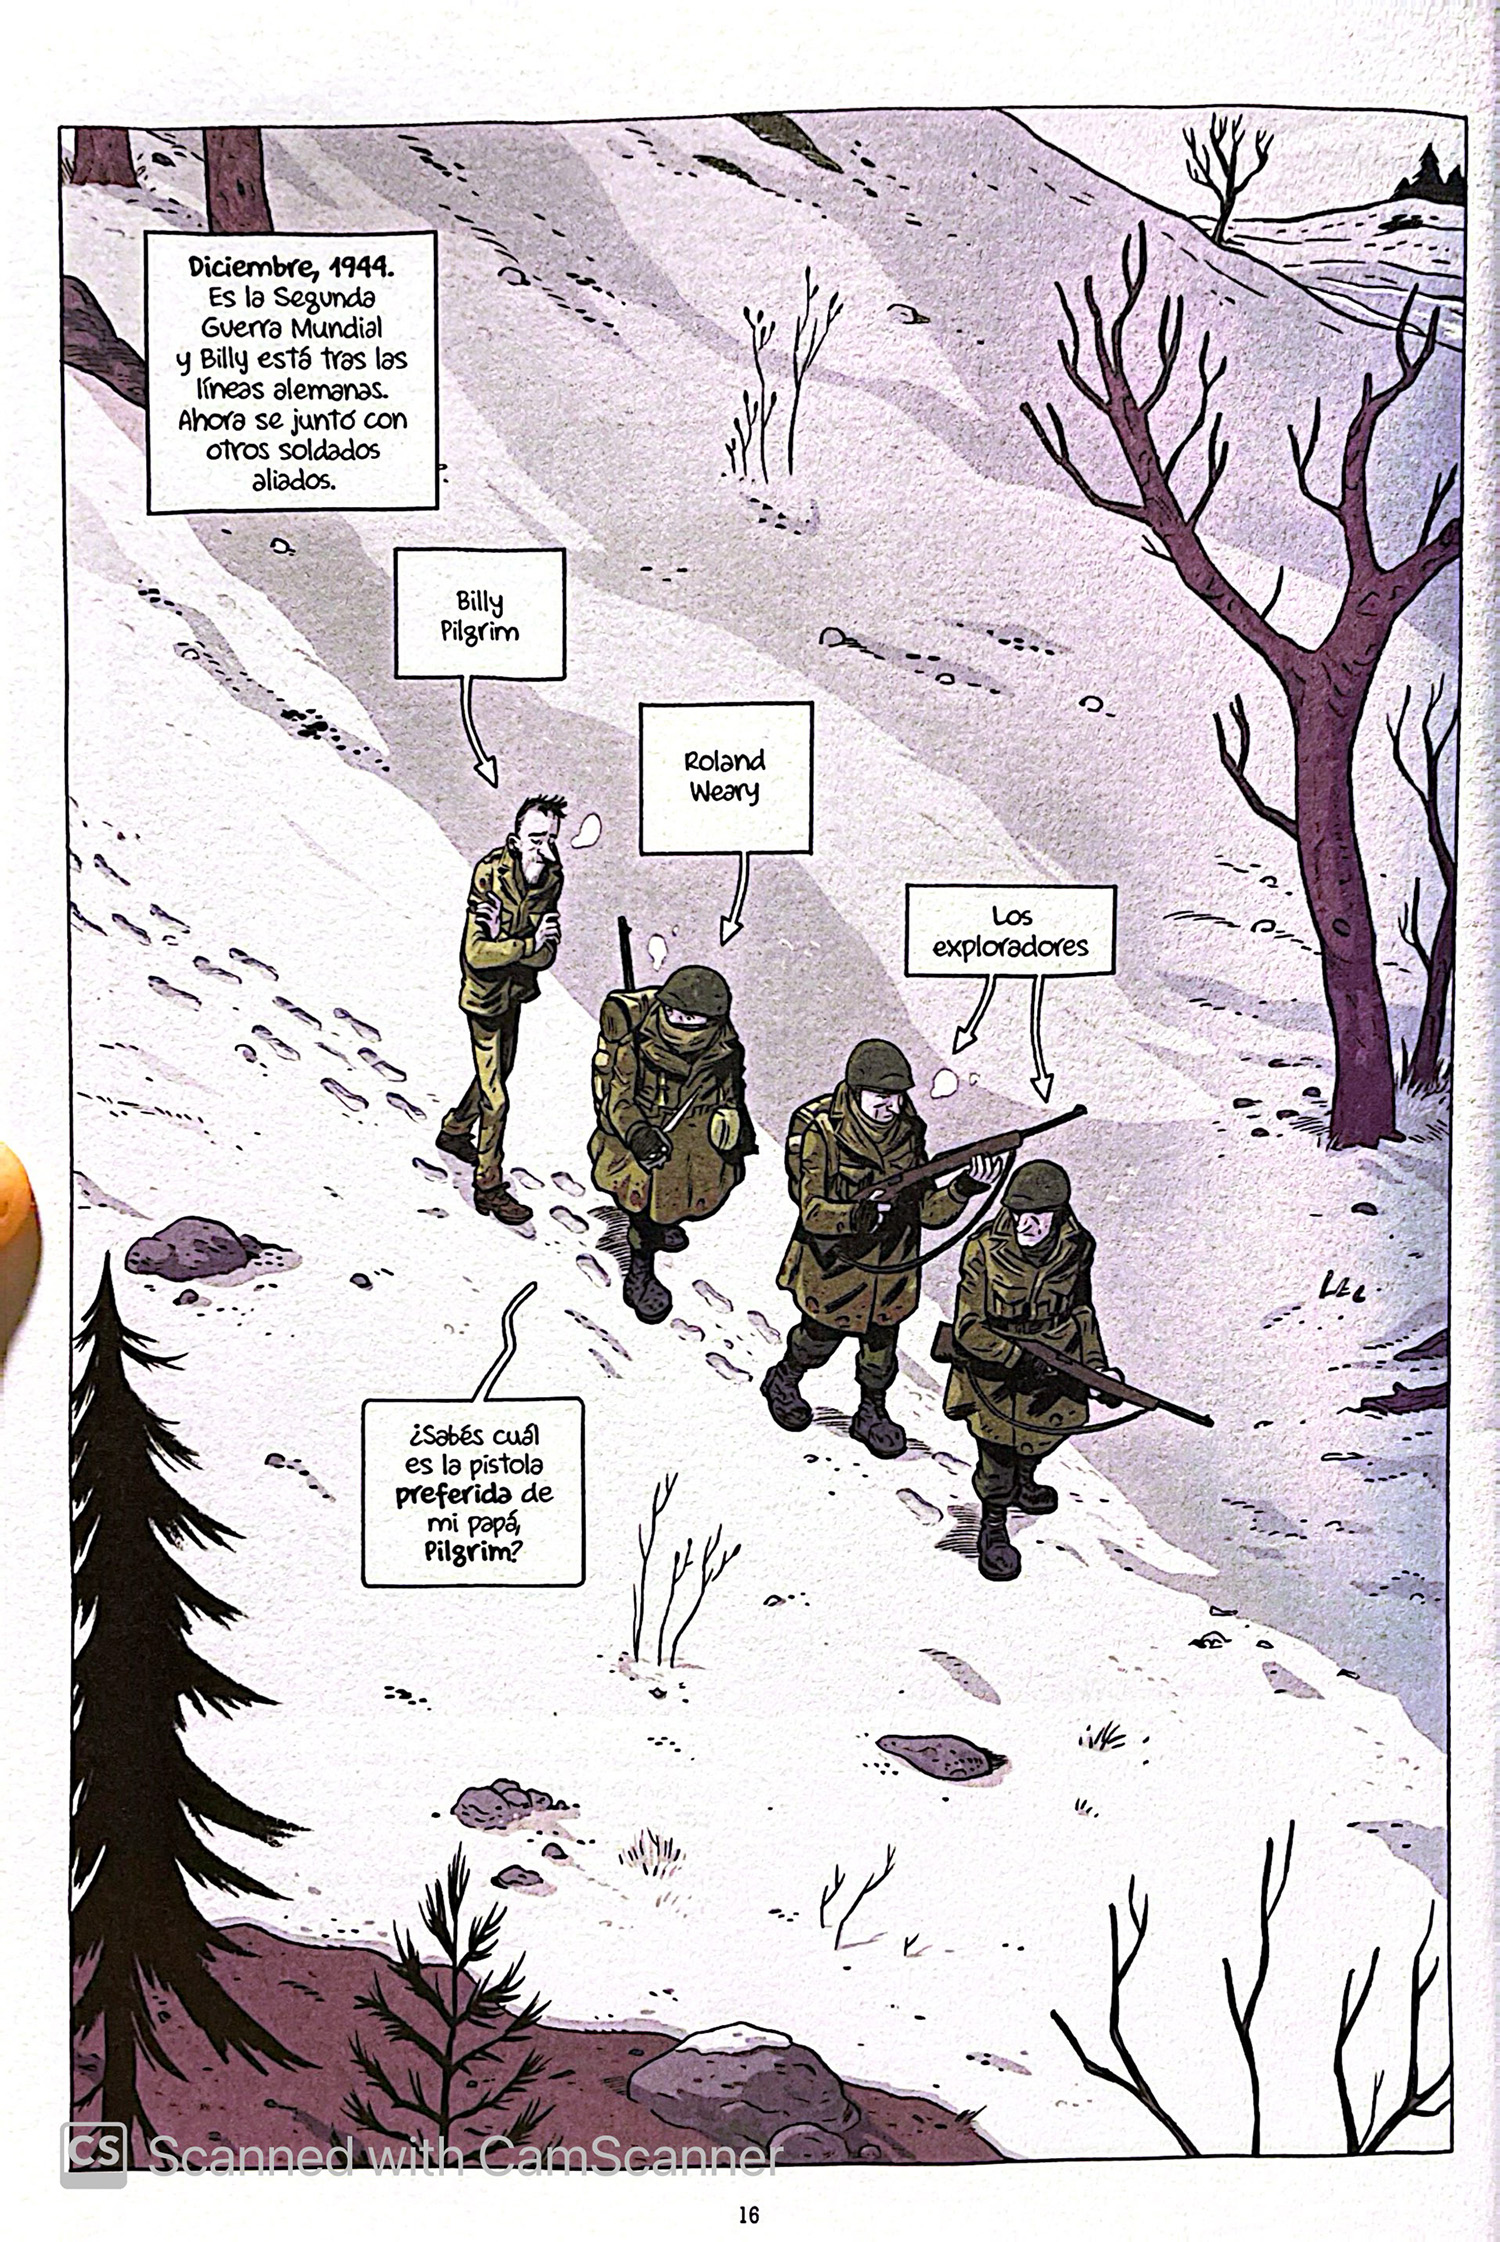 Diciembre, 1944.
Es la Segunda
Guerra Mundial
y Billy está tras las
líneas alemanas.
Ahora se juntó con
otros soldados
aliados.
Billy
Pilgrim
Roland
Weary
Los
exploradores
¿Sabés cuál
es la pistola
preferida de
mi papá,
Pilgrim?
CS Scanned with CamScanner
16